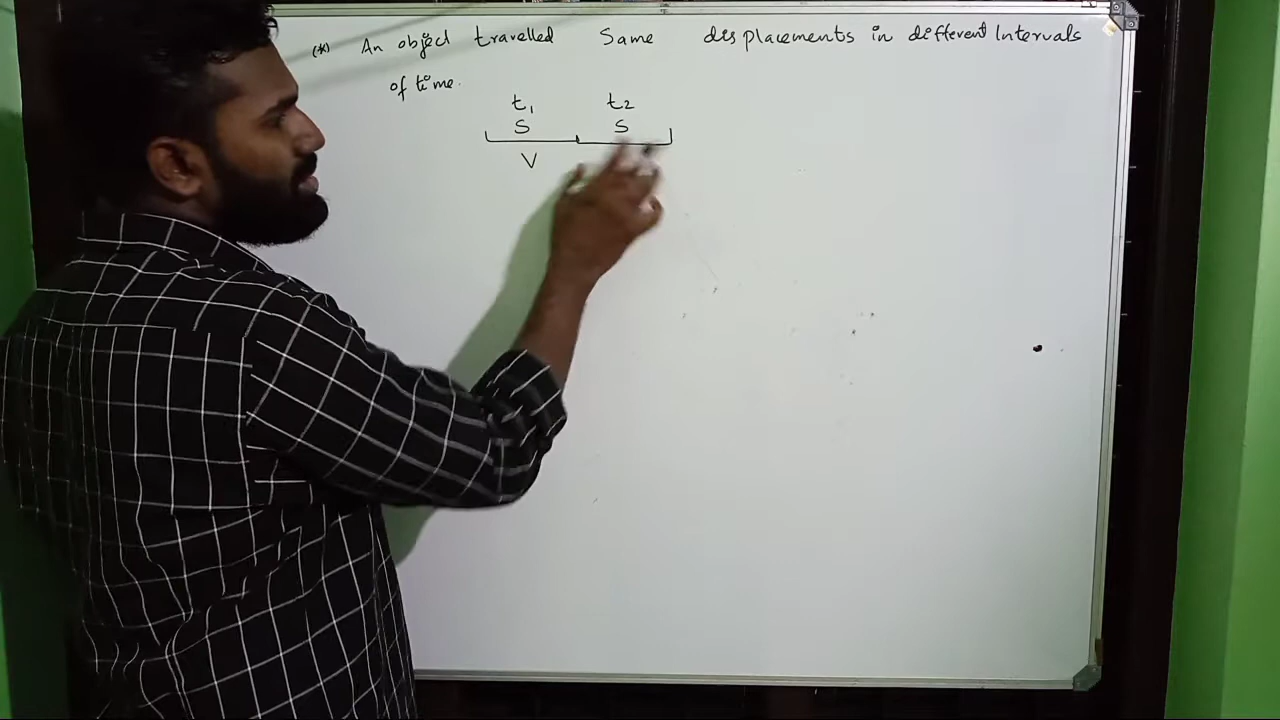 (*) An object travelled Same displacements in different Intervals
of time.
t₁ t₂
S S
V